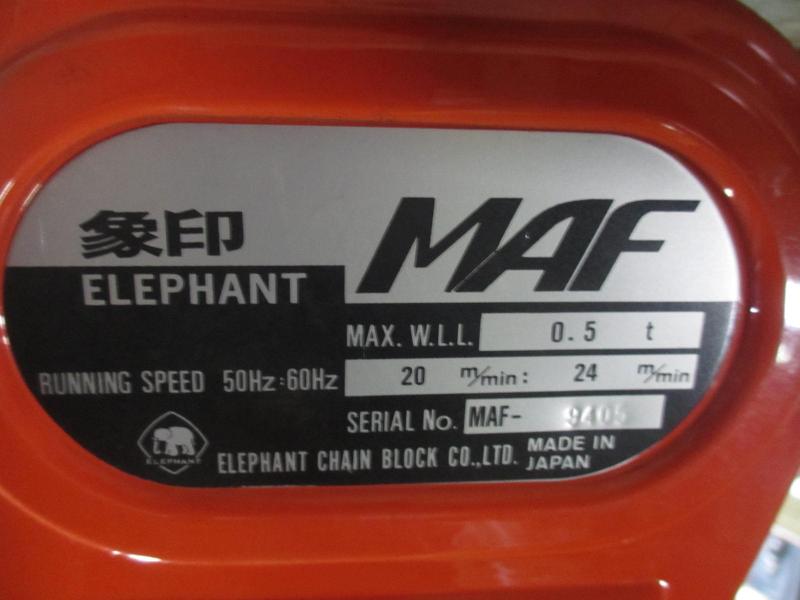 象印
ELEPHANT
MAF
MAX. W.L.L. 0.5 t
RUNNING SPEED 50Hz:60Hz 20 m/min: 24 m/min
SERIAL No. MAF- 9405
ELEPHANT
ELEPHANT CHAIN BLOCK CO.,LTD. MADE IN JAPAN